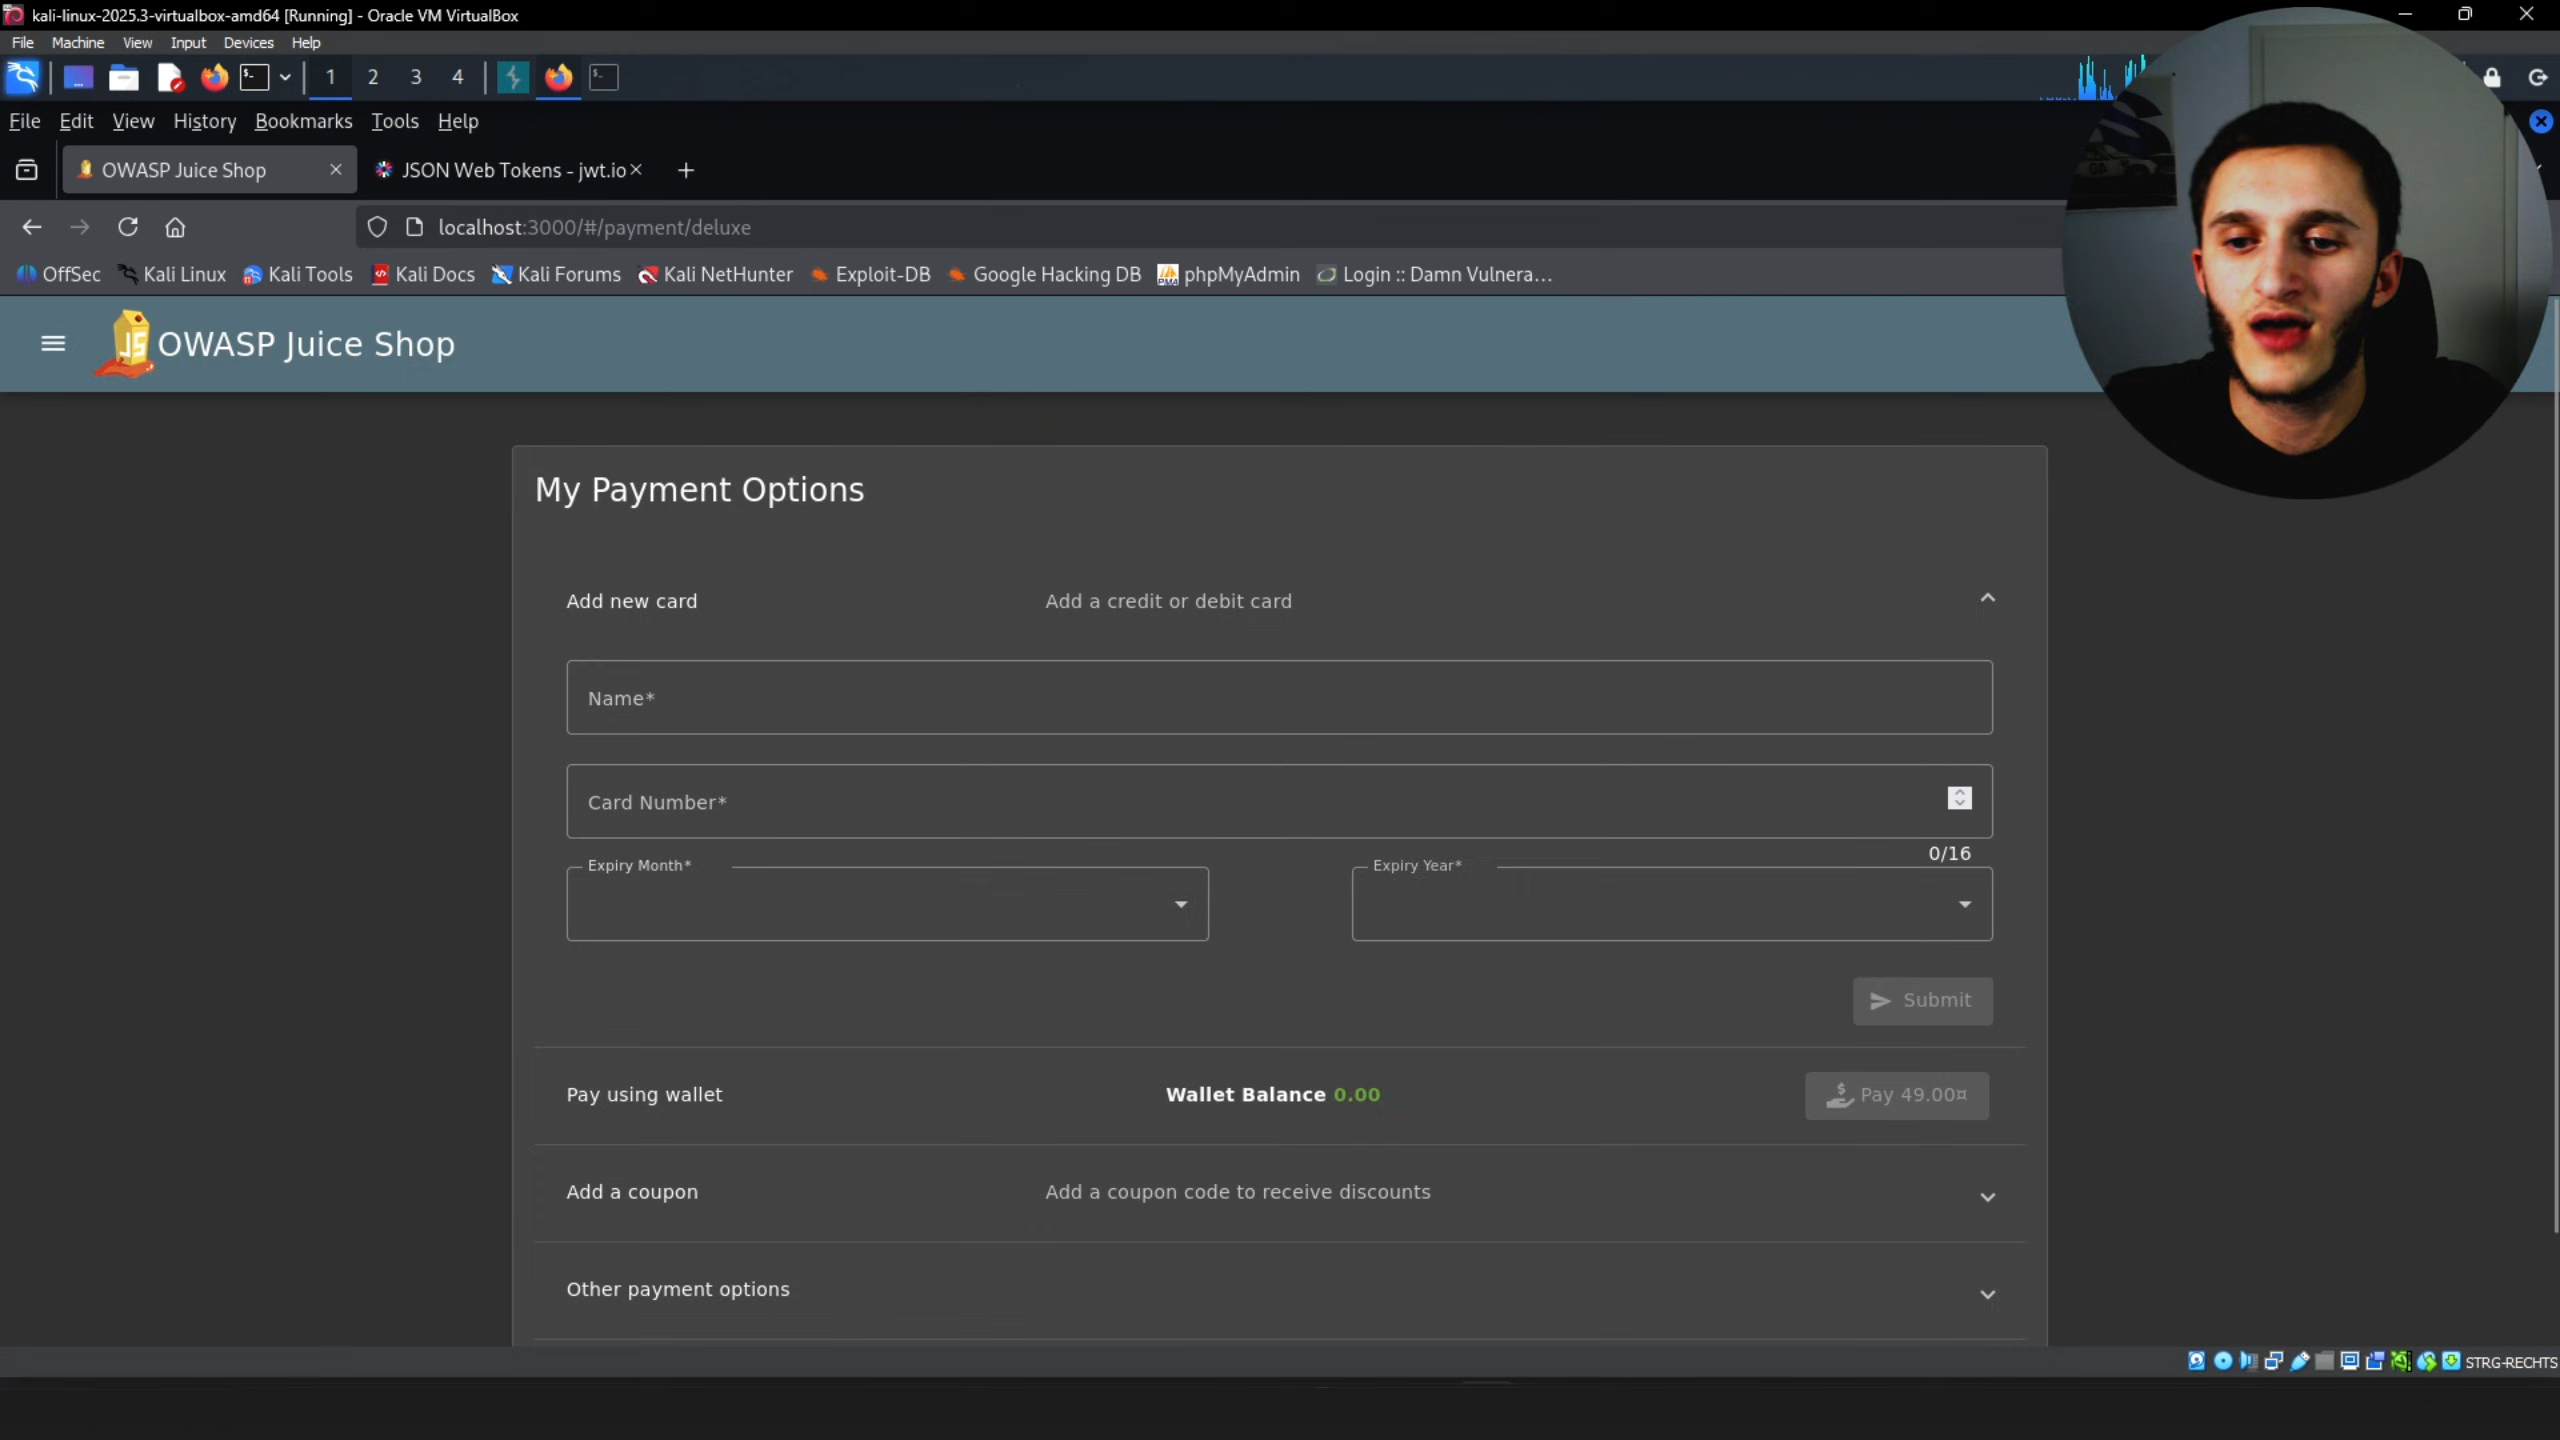 kali-linux-2025.3-virtualbox-amd64 [Running] - Oracle VM VirtualBox
File Machine View Input Devices Help
1 2 3 4
File Edit View History Bookmarks Tools Help
OWASP Juice Shop
JSON Web Tokens - jwt.io
localhost:3000/#/payment/deluxe
OffSec Kali Linux Kali Tools Kali Docs Kali Forums Kali NetHunter Exploit-DB Google Hacking DB phpMyAdmin Login :: Damn Vulnera…
JS
OWASP Juice Shop
My Payment Options
Add new card Add a credit or debit card
Name*
Card Number*
0/16
Expiry Month* Expiry Year*
Submit
Pay using wallet Wallet Balance 0.00 Pay 49.00¤
Add a coupon Add a coupon code to receive discounts
Other payment options
STRG-RECHTS